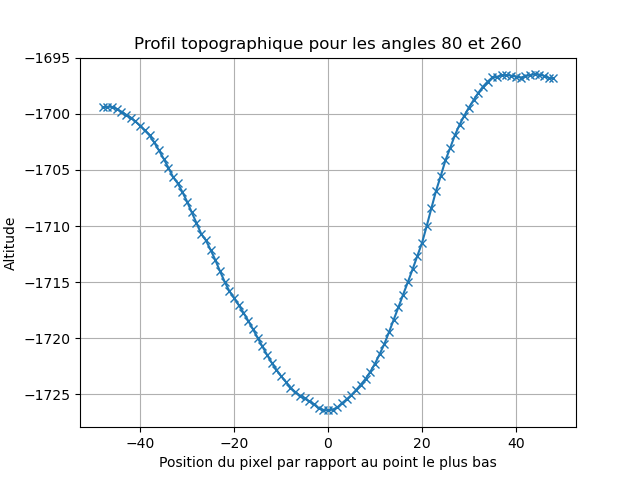 Profil topographique pour les angles 80 et 260
−1695
−1700
−1705
−1710
−1715
−1720
−1725
Altitude
−40 −20 0 20 40
Position du pixel par rapport au point le plus bas